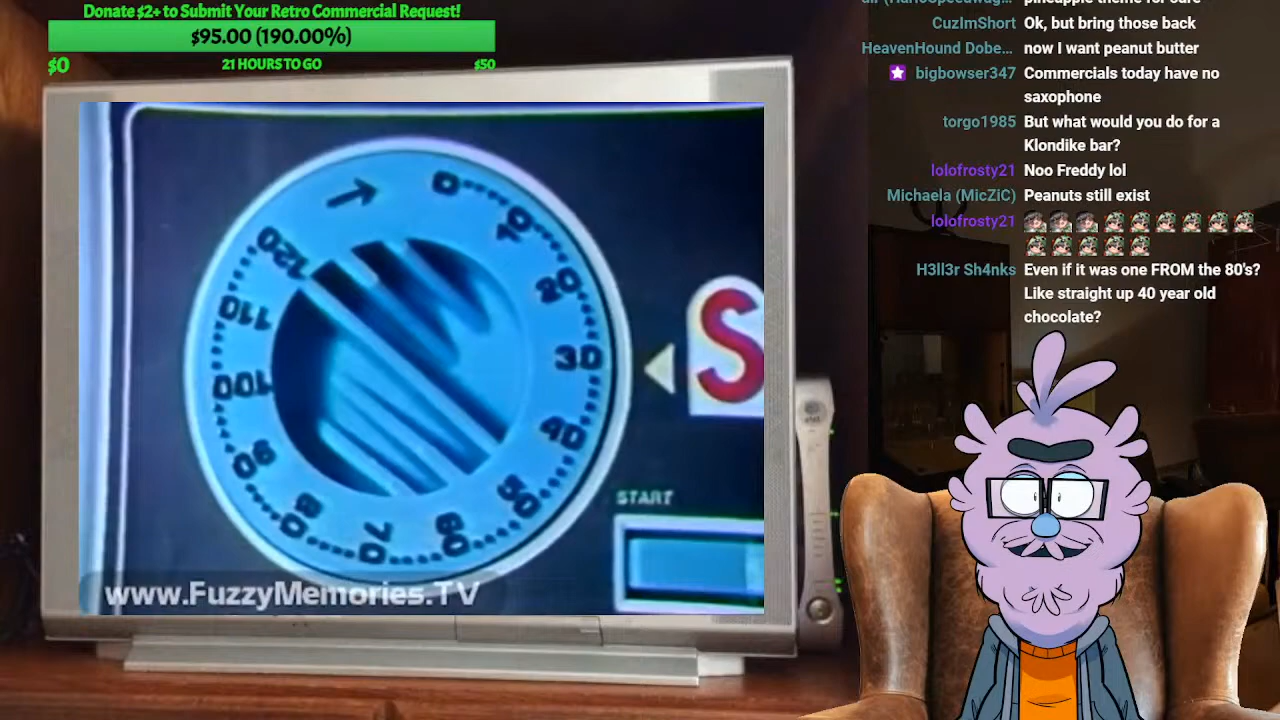 Donate $2+ to Submit Your Retro Commercial Request!
$95.00 (190.00%)
$0
21 HOURS TO GO
$50
0
10
20
30
40
50
60
70
80
90
100
110
120
S
START
www.FuzzyMemories.TV
CuzImShort Ok, but bring those back
HeavenHound Dobe... now I want peanut butter
bigbowser347 Commercials today have no
saxophone
torgo1985 But what would you do for a
Klondike bar?
lolofrosty21 Noo Freddy lol
Michaela (MicZiC) Peanuts still exist
lolofrosty21
H3ll3r Sh4nks Even if it was one FROM the 80's?
Like straight up 40 year old
chocolate?